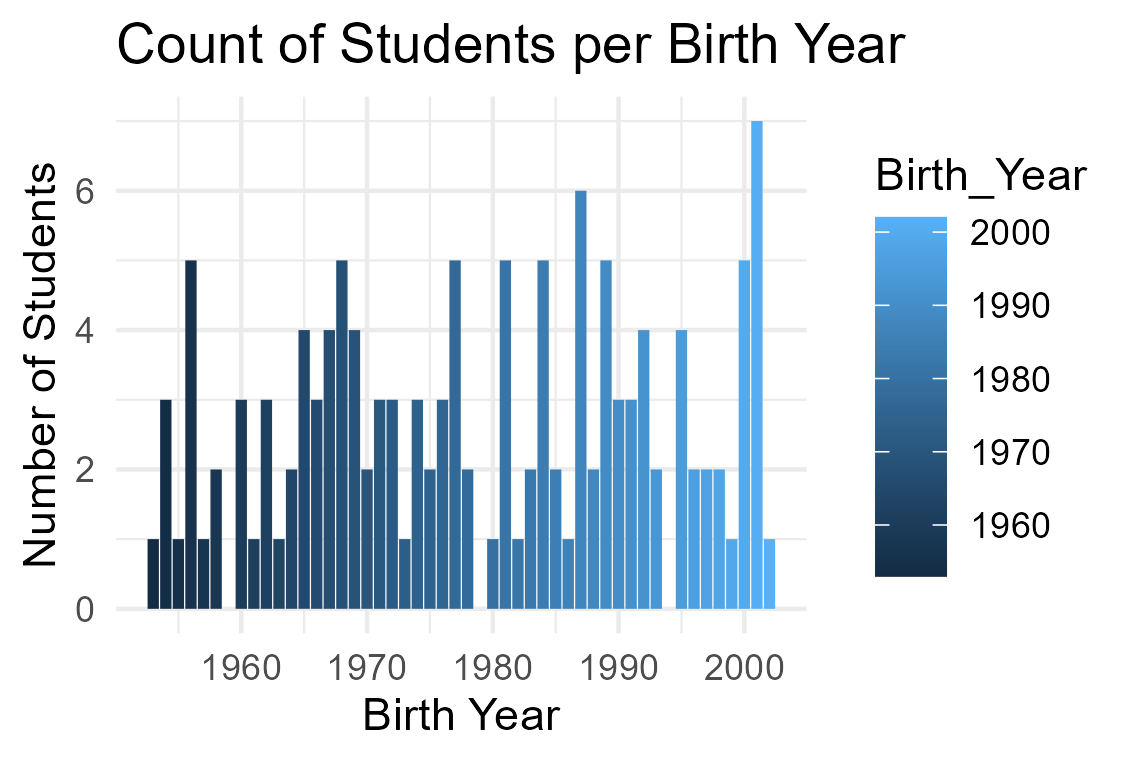 Count of Students per Birth Year
Number of Students
6
4
2
0
1960 1970 1980 1990 2000
Birth Year
Birth_Year
2000
1990
1980
1970
1960